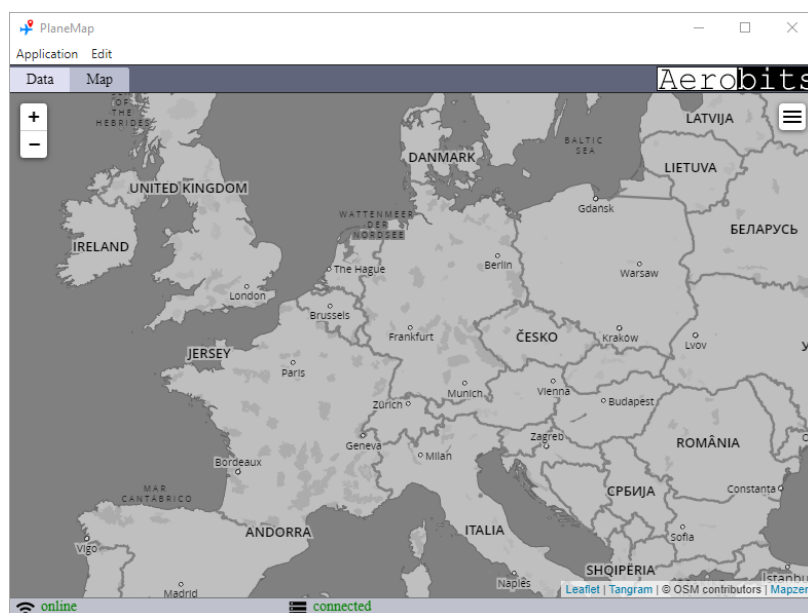 PlaneMap
Application Edit
Data Map
Aerobits
+
−
OF
THE
HEBRIDES
LATVIJA
BALTIC
SEA
DANMARK
LIETUVA
UNITED KINGDOM
Gdańsk
WATTENMEER
DER
NORDSEE
БЕЛАРУСЬ
IRELAND
Berlin
The Hague
Warsaw
London
Brussels
Frankfurt
ČESKO
Kraków
Lvov
У
JERSEY
Paris
Munich
Vienna
Zürich
Budapest
Zagreb
Geneva
Milan
ROMÂNIA
Bordeaux
MAR
CANTÁBRICO
СРБИЈА
Constanta
ANDORRA
ITALIA
Sofia
Vigo
SHQIPËRIA
Istanbul
Naples
Madrid
Leaflet | Tangram | © OSM contributors | Mapzen
online
connected